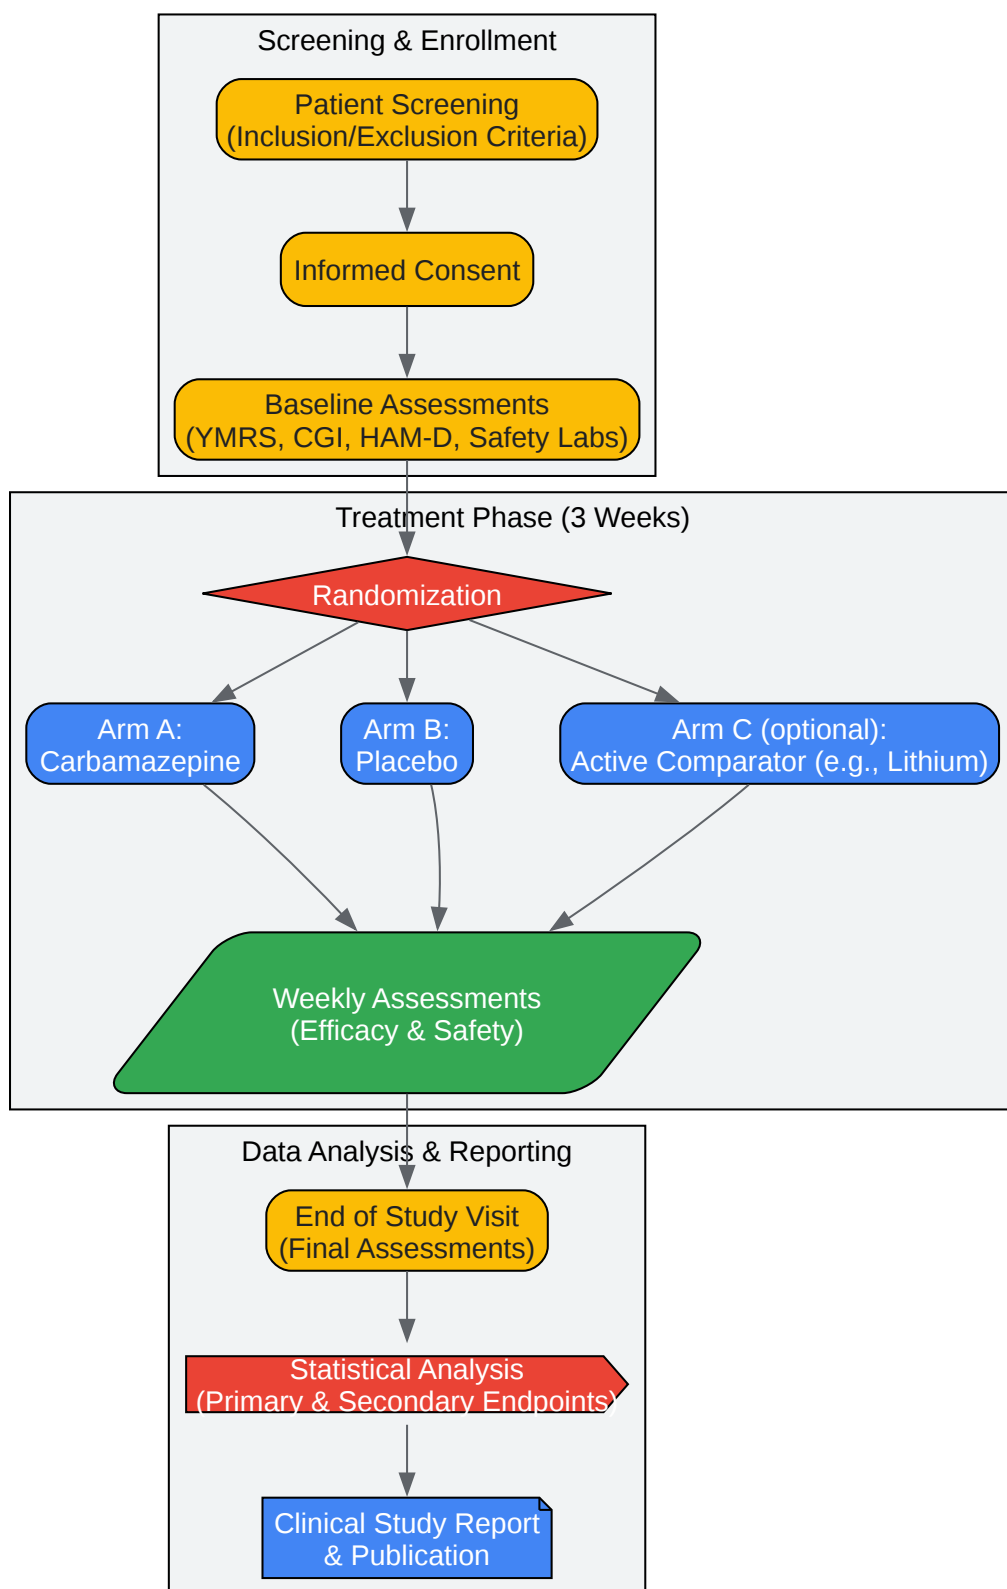 Screening & Enrollment
Patient Screening
(Inclusion/Exclusion Criteria)
Informed Consent
Baseline Assessments
(YMRS, CGI, HAM-D, Safety Labs)
Treatment Phase (3 Weeks)
Randomization
Arm A:
Carbamazepine
Arm B:
Placebo
Arm C (optional):
Active Comparator (e.g., Lithium)
Weekly Assessments
(Efficacy & Safety)
Data Analysis & Reporting
End of Study Visit
(Final Assessments)
Statistical Analysis
(Primary & Secondary Endpoints)
Clinical Study Report
& Publication